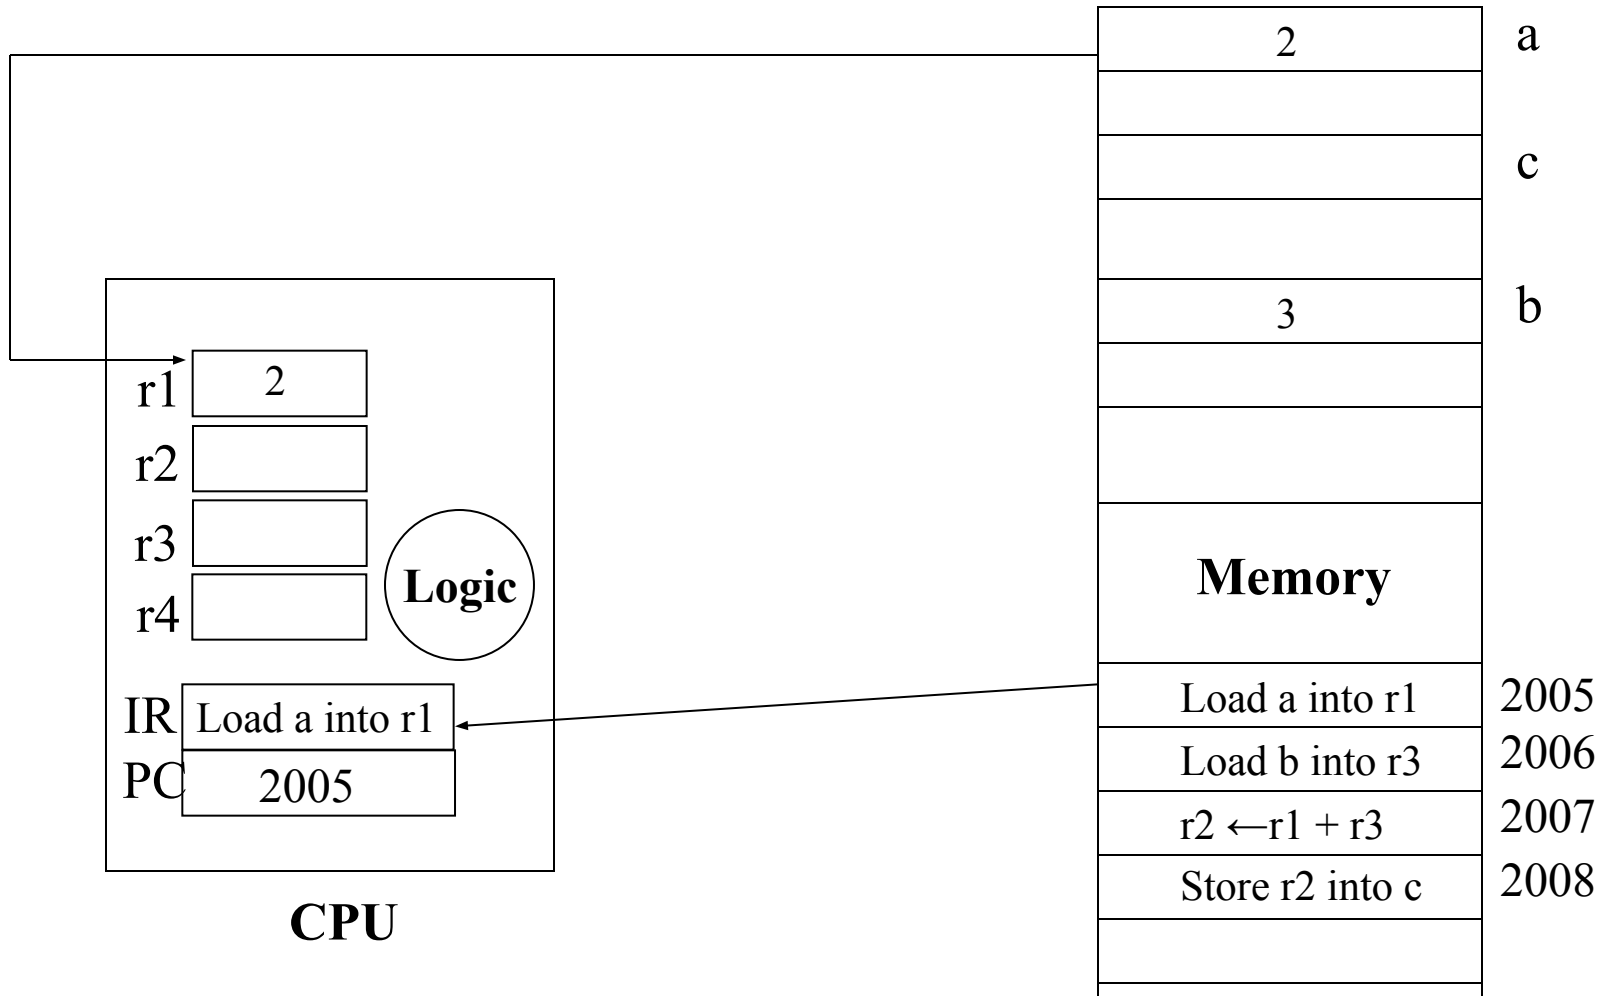 2 a
c
3 b
r1 2
r2
r3
r4
Logic
Memory
IR Load a into r1
PC 2005
CPU
Load a into r1 2005
Load b into r3 2006
r2 ←r1 + r3 2007
Store r2 into c 2008